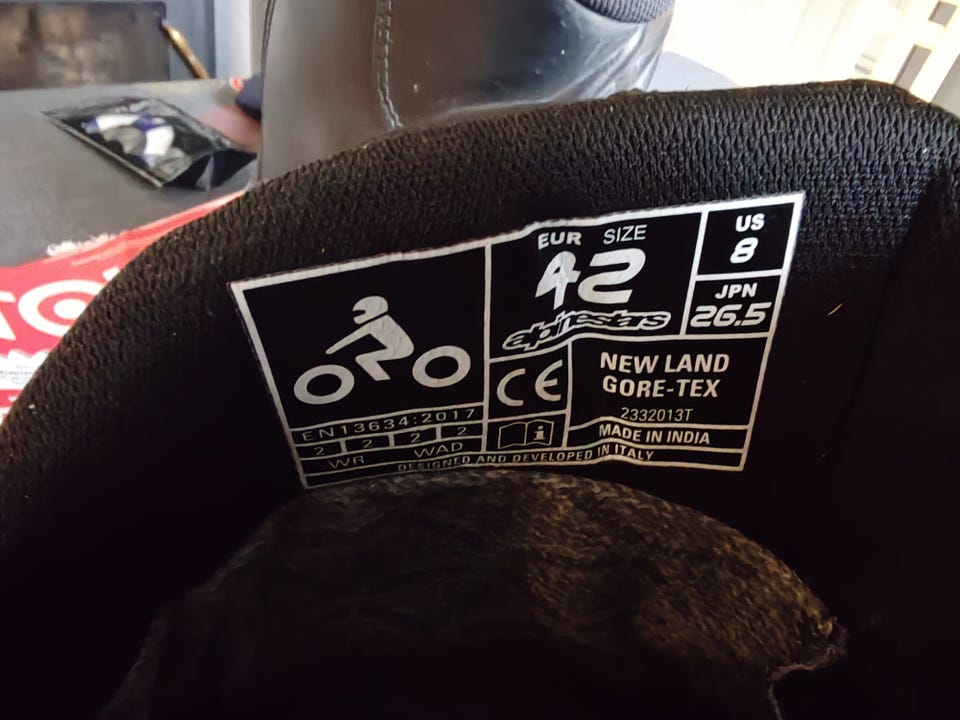 EUR SIZE
42
alpinestars
US
8
JPN
26.5
CE
NEW LAND
GORE-TEX
2332013T
EN13634:2017
2 2 2 2
WR WAD
i
MADE IN INDIA
DESIGNED AND DEVELOPED IN ITALY